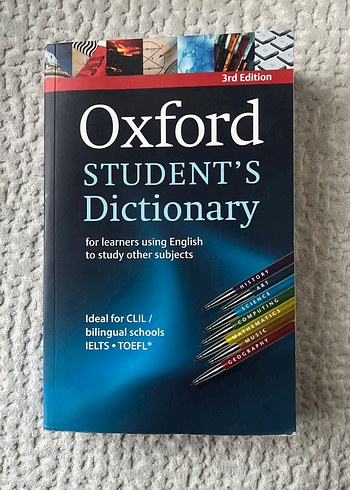 3rd Edition
Oxford
STUDENT'S
Dictionary
for learners using English
to study other subjects
Ideal for CLIL /
bilingual schools
IELTS • TOEFL®
HISTORY
ART
SCIENCE
COMPUTING
MATHEMATICS
MUSIC
GEOGRAPHY